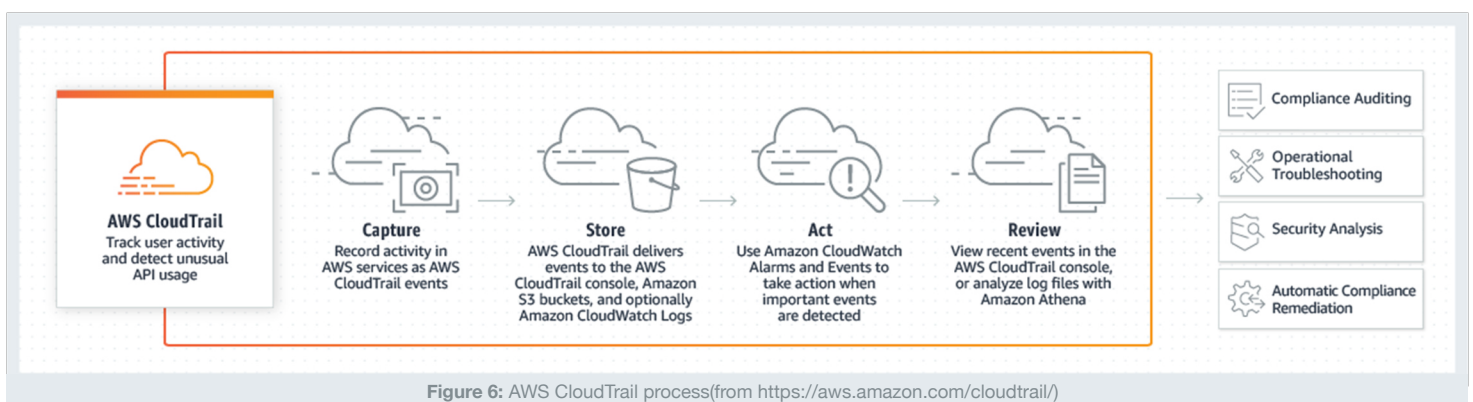 AWS CloudTrail
Track user activity
and detect unusual
API usage
Capture
Record activity in
AWS services as AWS
CloudTrail events
Store
AWS CloudTrail delivers
events to the AWS
CloudTrail console, Amazon
S3 buckets, and optionally
Amazon CloudWatch Logs
Act
Use Amazon CloudWatch
Alarms and Events to
take action when
important events
are detected
Review
View recent events in the
AWS CloudTrail console,
or analyze log files with
Amazon Athena
Compliance Auditing
Operational
Troubleshooting
Security Analysis
Automatic Compliance
Remediation
Figure 6: AWS CloudTrail process(from https://aws.amazon.com/cloudtrail/)